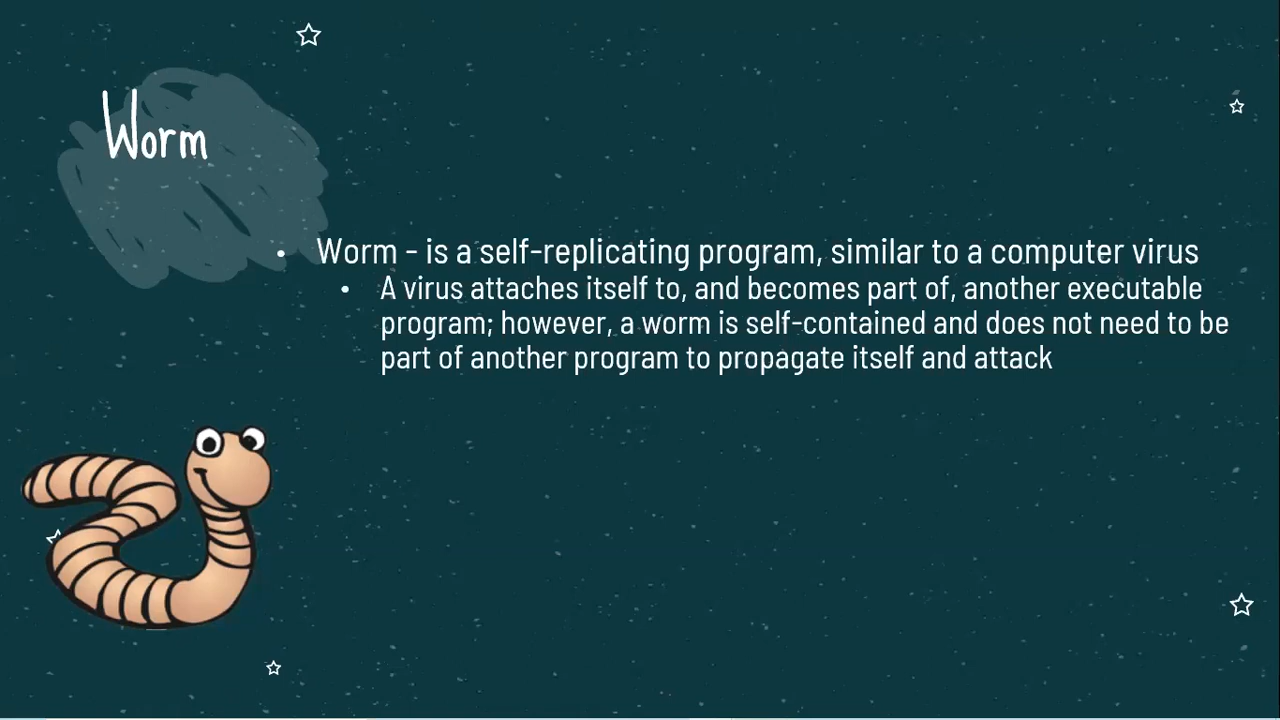 Worm
• Worm - is a self-replicating program, similar to a computer virus
• A virus attaches itself to, and becomes part of, another executable
program; however, a worm is self-contained and does not need to be
part of another program to propagate itself and attack